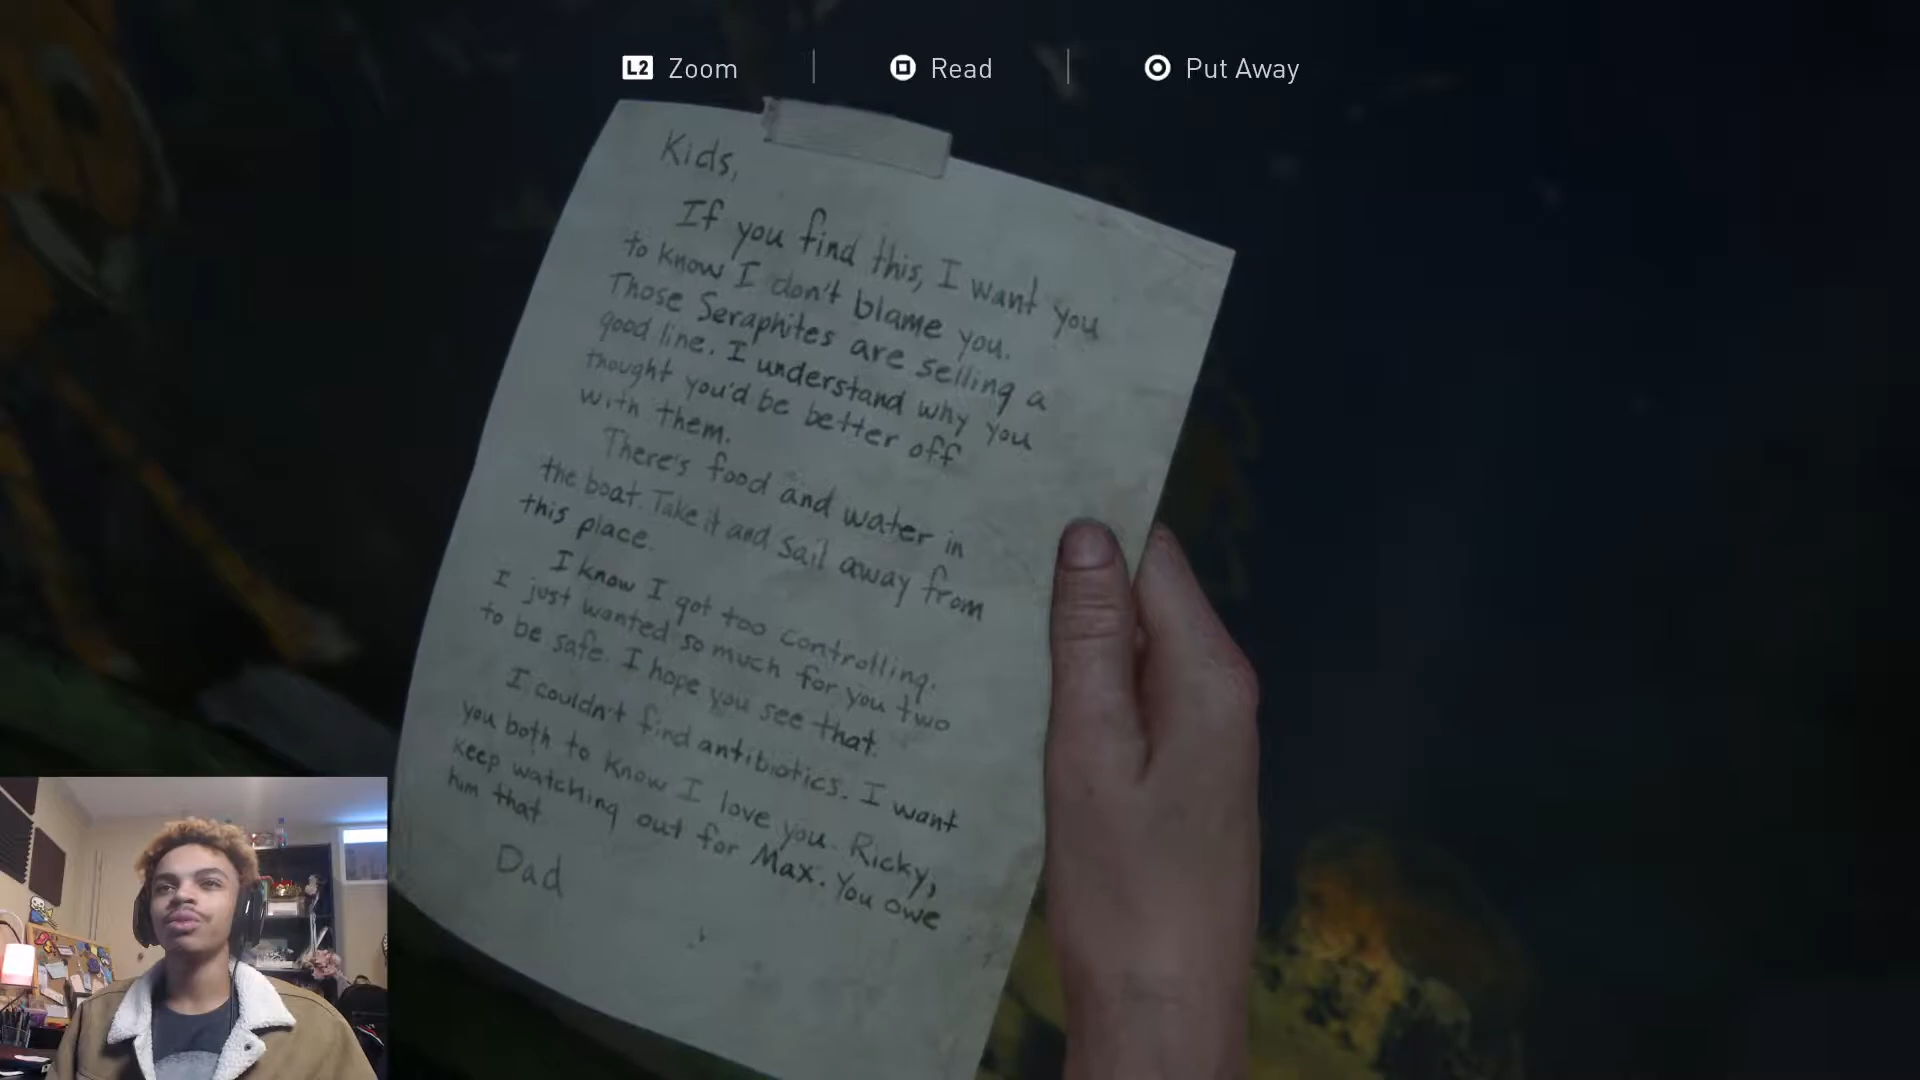 L2 Zoom | Read | Put Away
Kids,
If you find this, I want you
to know I don't blame you.
Those Seraphites are selling a
good line. I understand why you
thought you'd be better off
with them.
There's food and water in
the boat. Take it and sail away from
this place.
I know I got too controlling.
I just wanted so much for you two
to be safe. I hope you see that.
I couldn't find antibiotics. I want
you both to know I love you. Ricky,
keep watching out for Max. You owe
him that.
Dad